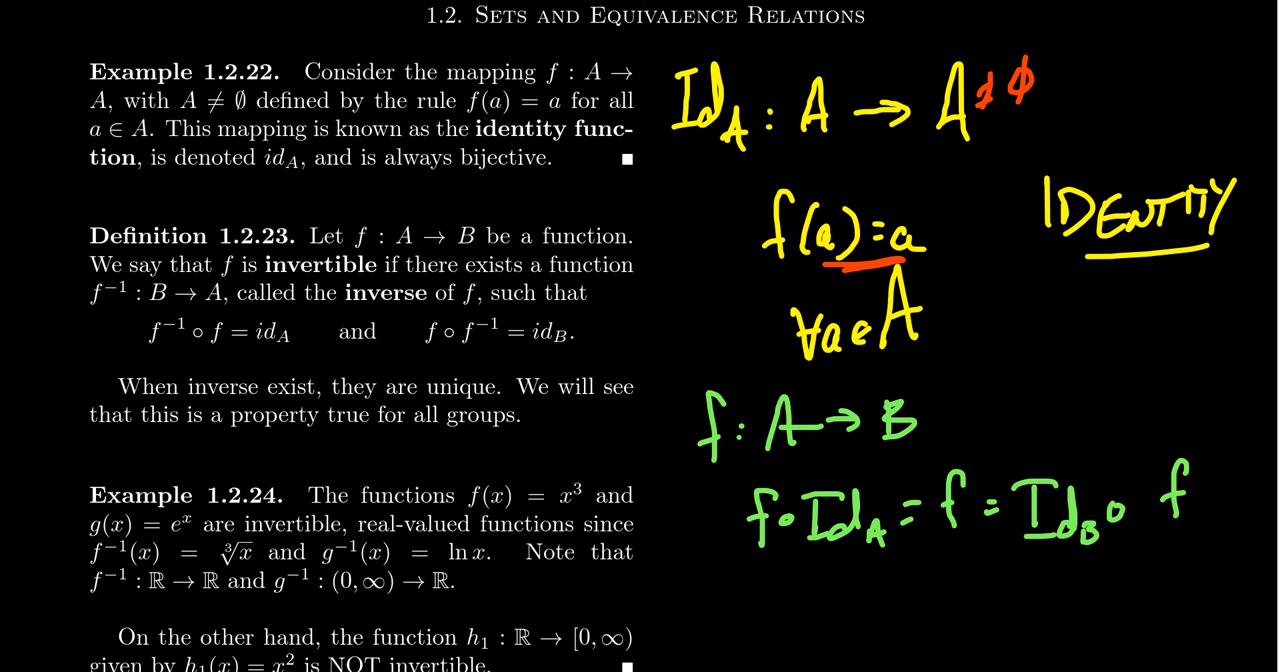 1.2. Sets and Equivalence Relations
Example 1.2.22. Consider the mapping f : A →
A, with A ≠ ∅ defined by the rule f(a) = a for all
a ∈ A. This mapping is known as the identity func-
tion, is denoted id_A, and is always bijective. ■
Definition 1.2.23. Let f : A → B be a function.
We say that f is invertible if there exists a function
f⁻¹ : B → A, called the inverse of f, such that
f⁻¹ ∘ f = id_A and f ∘ f⁻¹ = id_B.
When inverse exist, they are unique. We will see
that this is a property true for all groups.
Example 1.2.24. The functions f(x) = x³ and
g(x) = eˣ are invertible, real-valued functions since
f⁻¹(x) = ∛x and g⁻¹(x) = ln x. Note that
f⁻¹ : ℝ → ℝ and g⁻¹ : (0, ∞) → ℝ.
On the other hand, the function h₁ : ℝ → [0, ∞)
given by h₁(x) = x² is NOT invertible. ■
Id_A : A → A ≠ ∅
f(a) = a
IDENTITY
∀a∈A
f : A → B
f ∘ Id_A = f = Id_B ∘ f